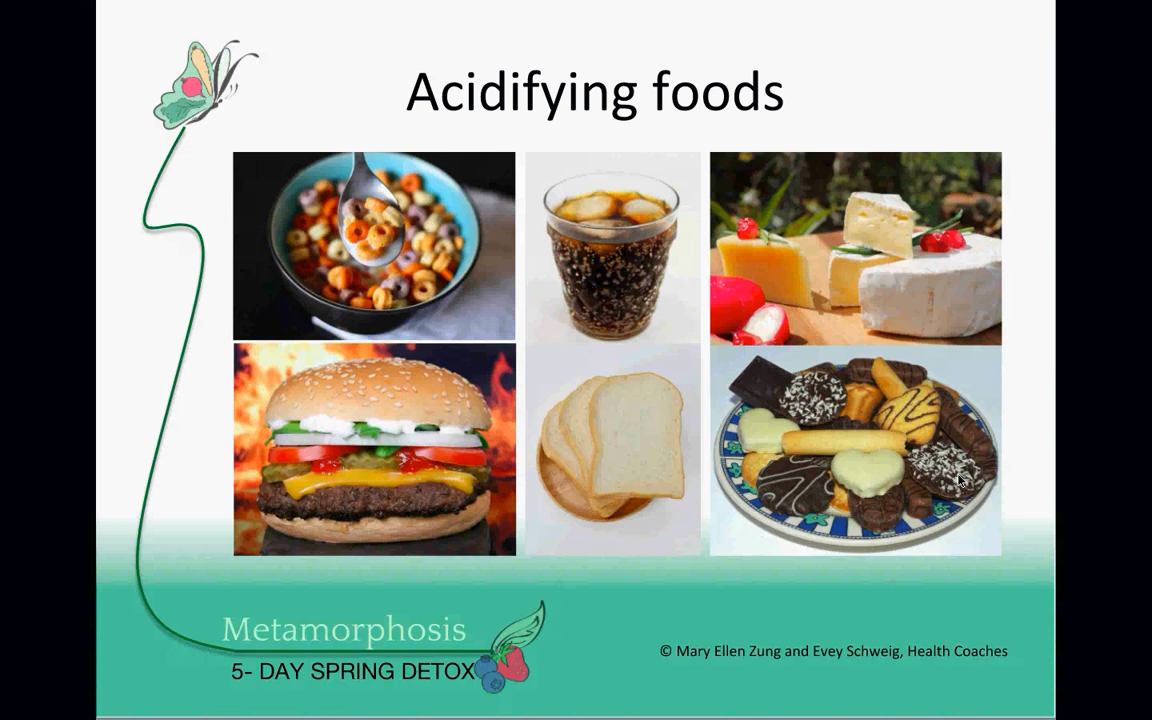 Acidifying foods
Metamorphosis
5- DAY SPRING DETOX
© Mary Ellen Zung and Evey Schweig, Health Coaches